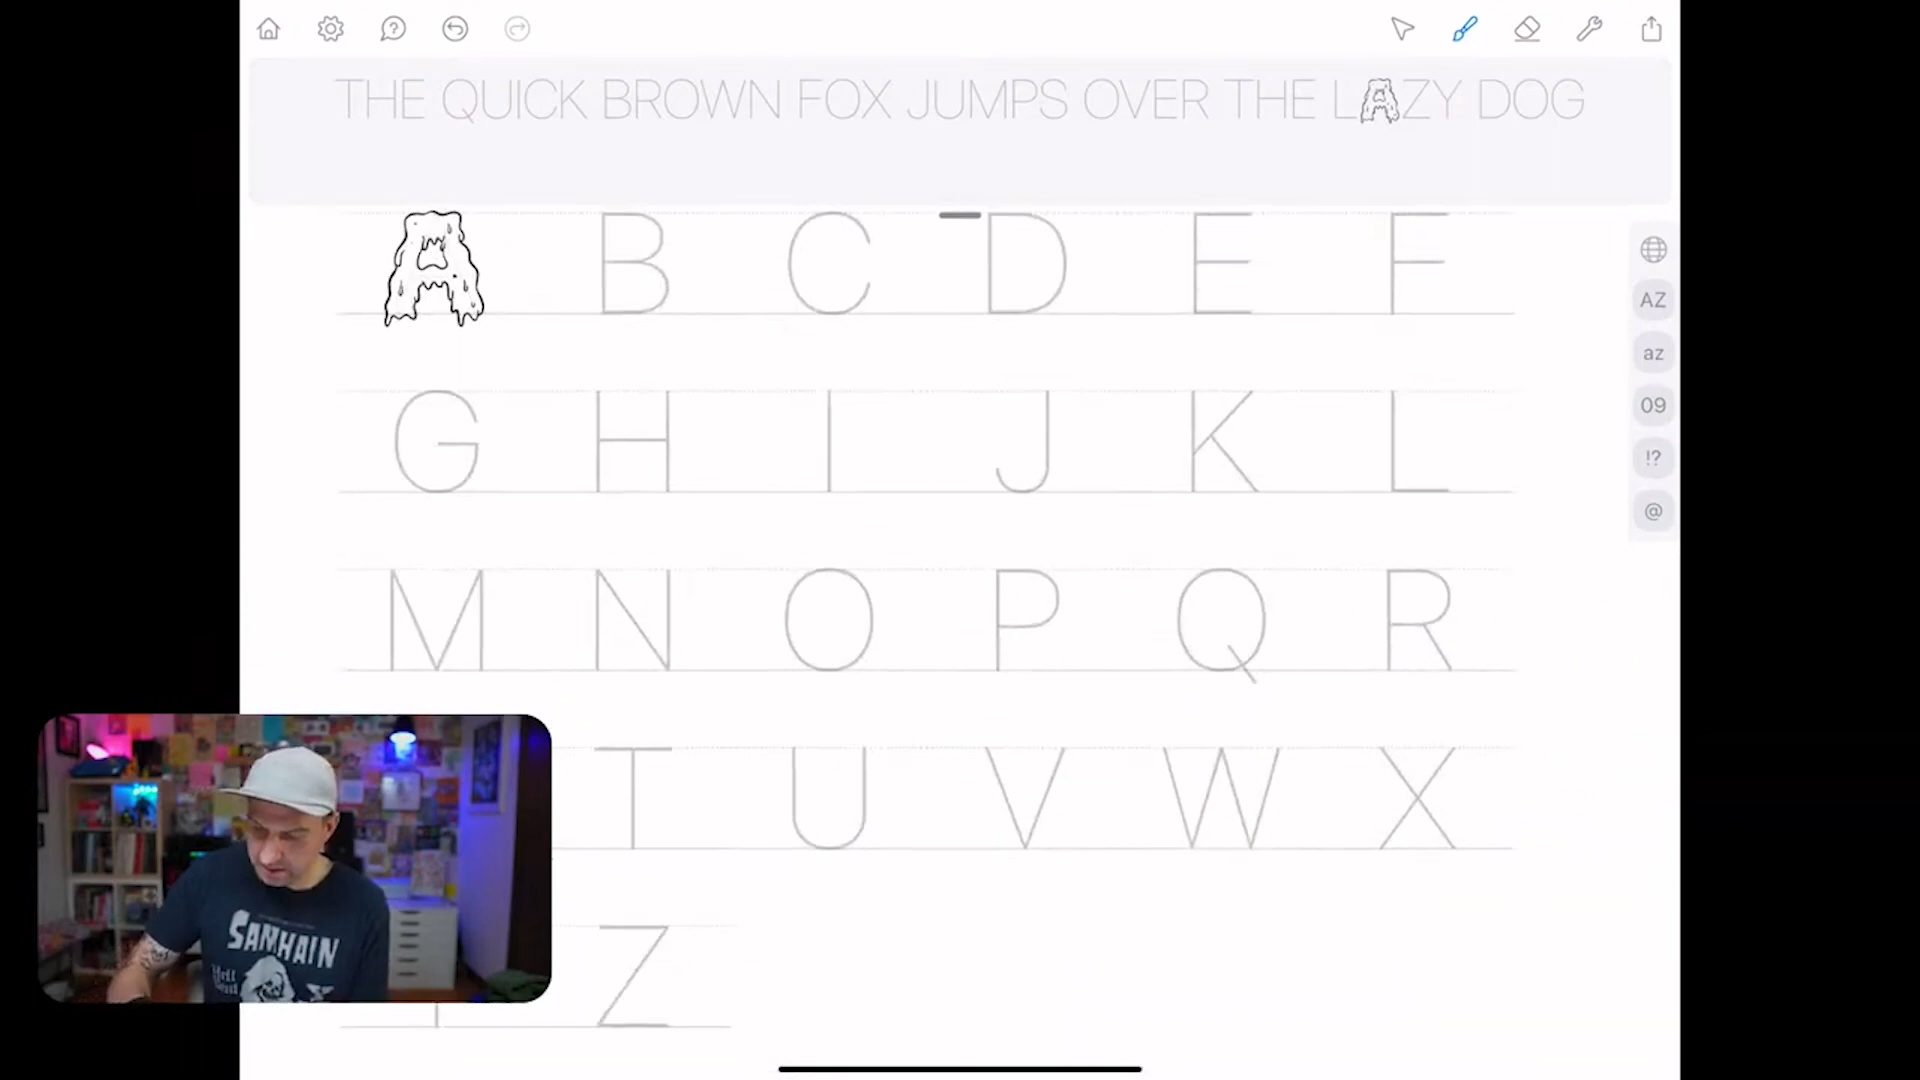 THE QUICK BROWN FOX JUMPS OVER THE LAZY DOG
A B C D E F
AZ
az
G H I J K L
09
!?
@
M N O P Q R
T U V W X
Z
SAMHAIN